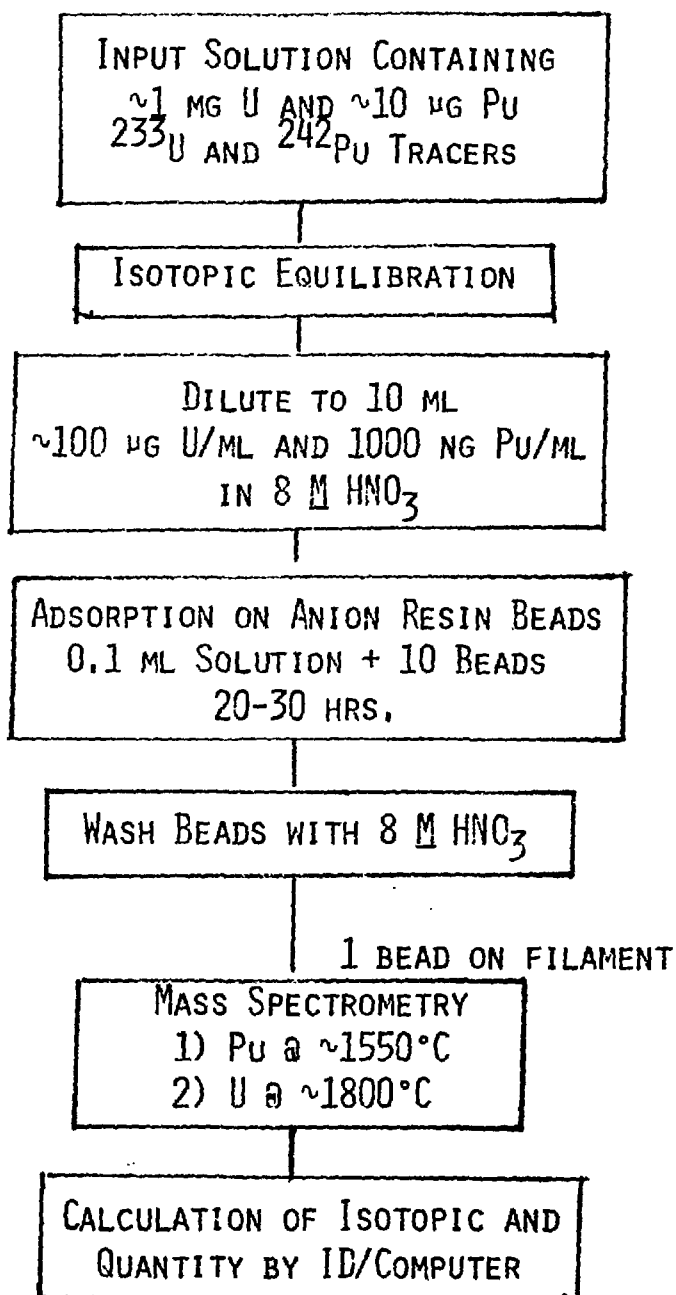 INPUT SOLUTION CONTAINING
~1 MG U AND ~10 µG PU
233U AND 242PU TRACERS
ISOTOPIC EQUILIBRATION
DILUTE TO 10 ML
~100 µG U/ML AND 1000 NG PU/ML
IN 8 M HNO3
ADSORPTION ON ANION RESIN BEADS
0.1 ML SOLUTION + 10 BEADS
20-30 HRS.
WASH BEADS WITH 8 M HNO3
1 BEAD ON FILAMENT
MASS SPECTROMETRY
1) PU @ ~1550°C
2) U @ ~1800°C
CALCULATION OF ISOTOPIC AND
QUANTITY BY ID/COMPUTER